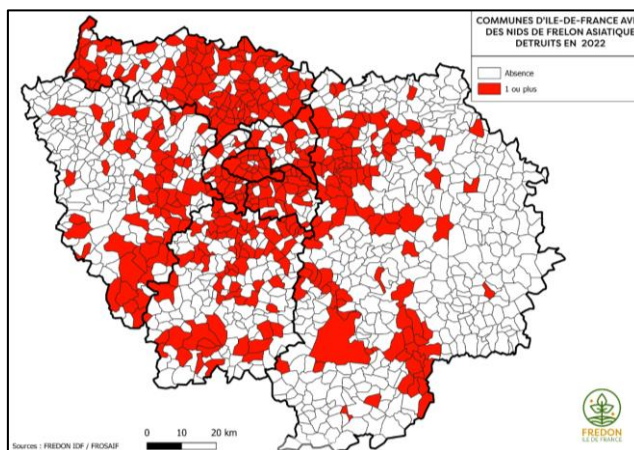 COMMUNES D'ILE-DE-FRANCE AVE
DES NIDS DE FRELON ASIATIQUE
DETRUITS EN 2022
Absence
1 ou plus
Sources : FREDON IDF / FROSAIF
0 10 20 km
FREDON
ILE DE FRANCE